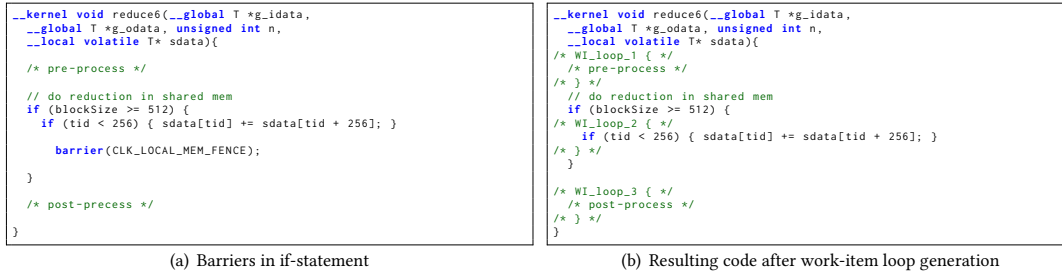 __kernel void reduce6(__global T *g_idata,
  __global T *g_odata, unsigned int n,
  __local volatile T* sdata){
  /* pre-process */
  // do reduction in shared mem
  if (blockSize >= 512) {
    if (tid < 256) { sdata[tid] += sdata[tid + 256]; }
      barrier(CLK_LOCAL_MEM_FENCE);
  }
  /* post-precess */
}
(a) Barriers in if-statement
__kernel void reduce6(__global T *g_idata,
  __global T *g_odata, unsigned int n,
  __local volatile T* sdata){
/* WI_loop_1 { */
  /* pre-process */
/* } */
  // do reduction in shared mem
  if (blockSize >= 512) {
/* WI_loop_2 { */
    if (tid < 256) { sdata[tid] += sdata[tid + 256]; }
/* } */
  }
/* WI_loop_3 { */
  /* post-process */
/* } */
}
(b) Resulting code after work-item loop generation